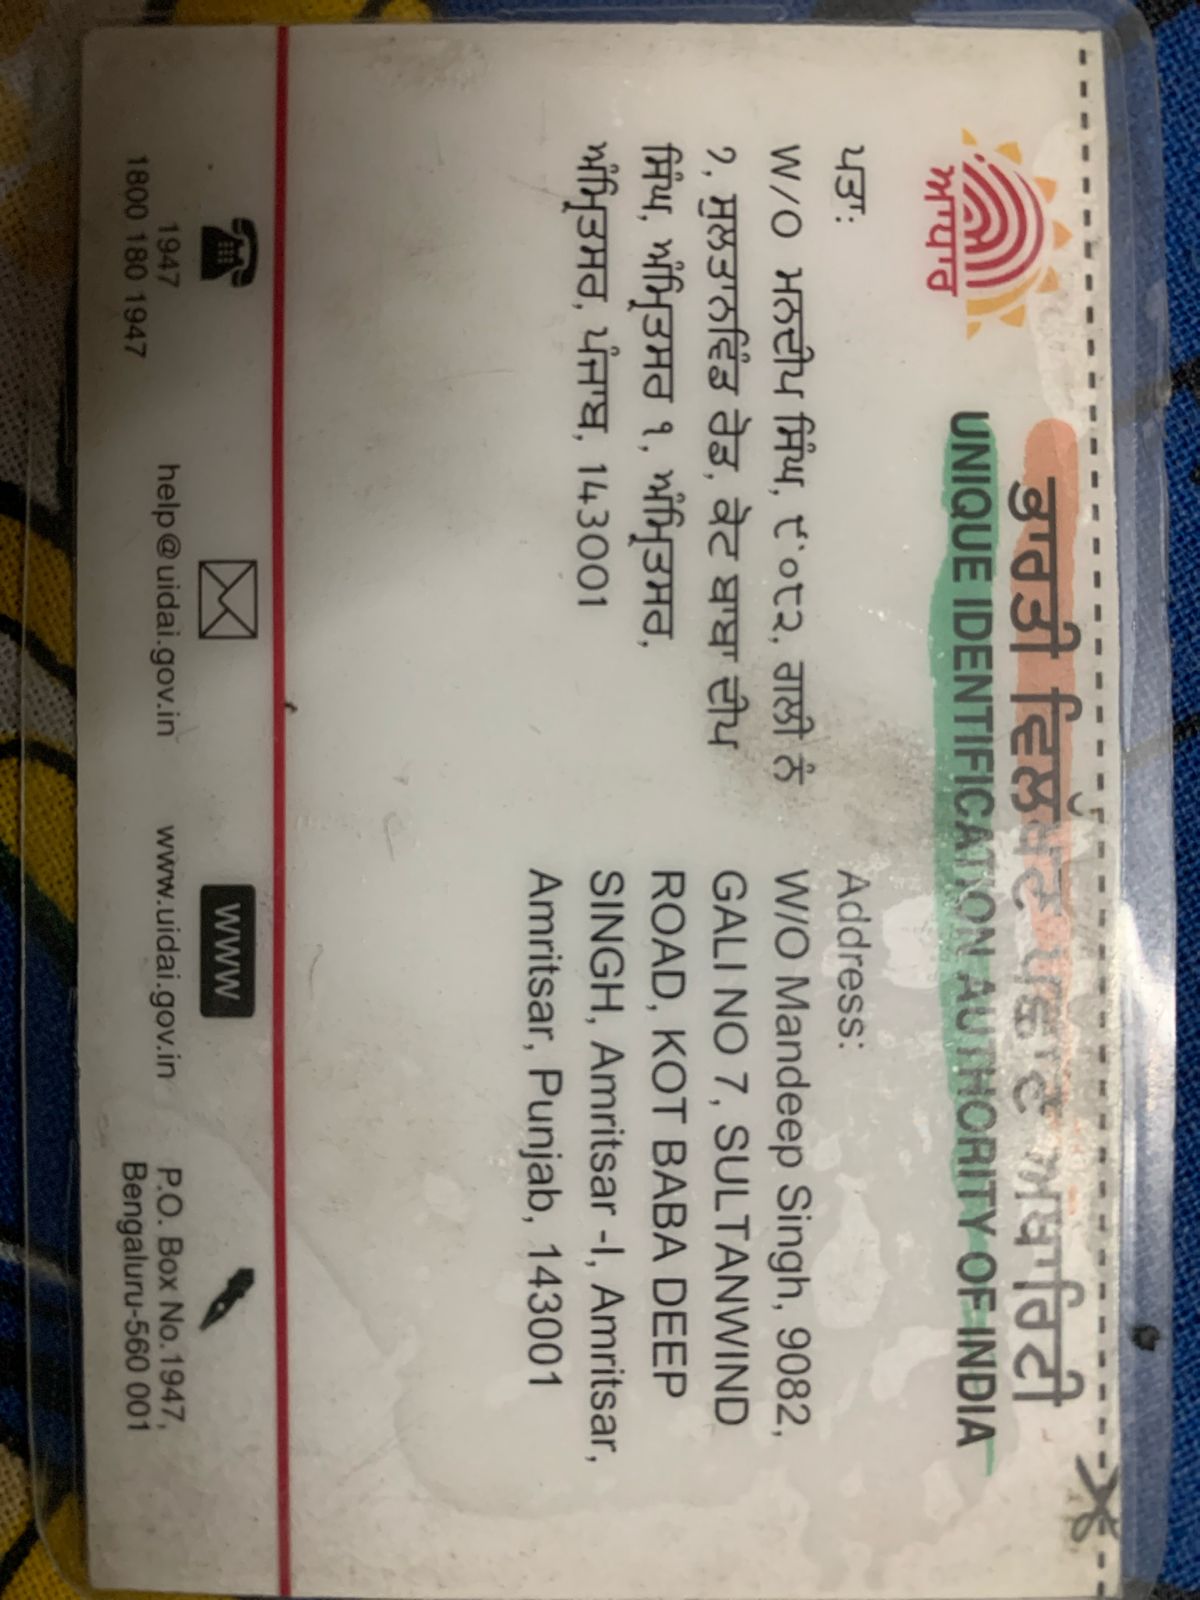 ਭਾਰਤੀ ਵਿਲੱਖਣ ਪਛਾਣ ਅਥਾਰਿਟੀ
UNIQUE IDENTIFICATION AUTHORITY OF INDIA
ਆਧਾਰ
ਪਤਾ:
W/O ਮਨਦੀਪ ਸਿੰਘ, ੯੦੮੨, ਗਲੀ ਨੰ
੭, ਸੁਲਤਾਨਵਿੰਡ ਰੋਡ, ਕੋਟ ਬਾਬਾ ਦੀਪ
ਸਿੰਘ, ਅੰਮ੍ਰਿਤਸਰ ੧, ਅੰਮ੍ਰਿਤਸਰ,
ਅੰਮ੍ਰਿਤਸਰ, ਪੰਜਾਬ, 143001
Address:
W/O Mandeep Singh, 9082,
GALI NO 7, SULTANWIND
ROAD, KOT BABA DEEP
SINGH, Amritsar -I, Amritsar,
Amritsar, Punjab, 143001
1947
1800 180 1947
help@uidai.gov.in
www
www.uidai.gov.in
P.O. Box No.1947,
Bengaluru-560 001